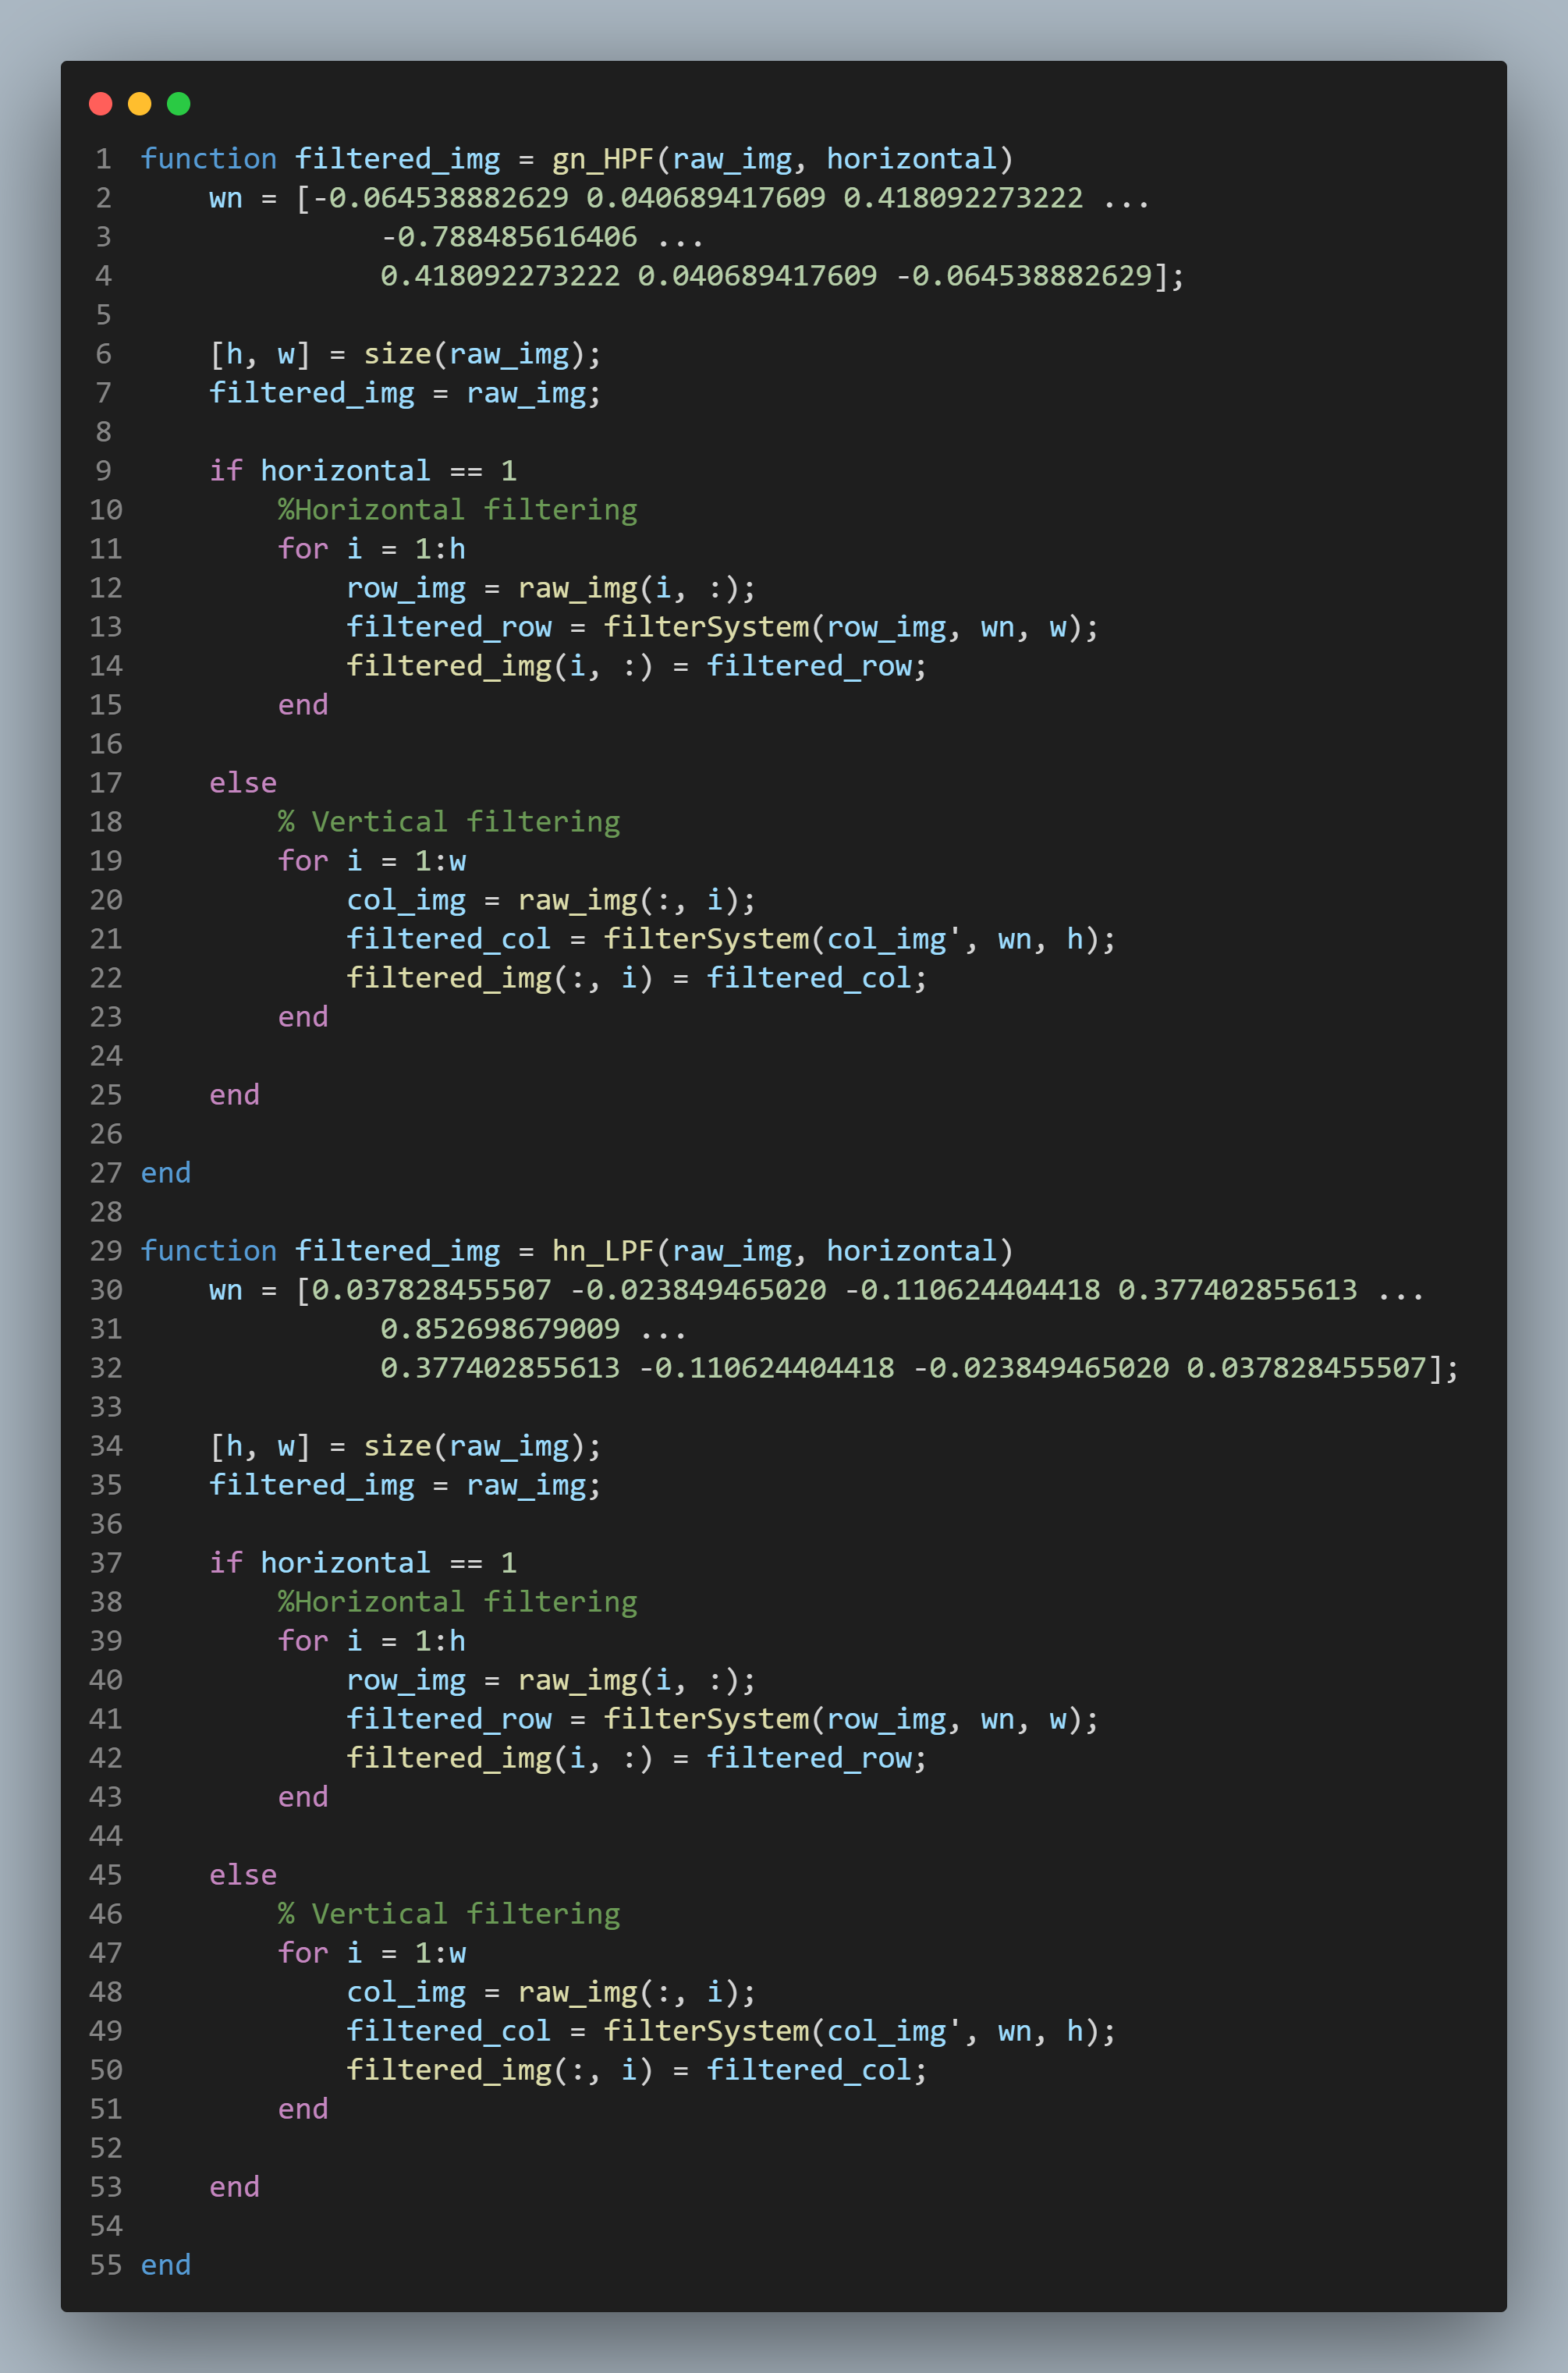 1 function filtered_img = gn_HPF(raw_img, horizontal)
2     wn = [-0.064538882629 0.040689417609 0.418092273222 ...
3               -0.788485616406 ...
4               0.418092273222 0.040689417609 -0.064538882629];
5
6     [h, w] = size(raw_img);
7     filtered_img = raw_img;
8
9     if horizontal == 1
10         %Horizontal filtering
11         for i = 1:h
12             row_img = raw_img(i, :);
13             filtered_row = filterSystem(row_img, wn, w);
14             filtered_img(i, :) = filtered_row;
15         end
16
17     else
18         % Vertical filtering
19         for i = 1:w
20             col_img = raw_img(:, i);
21             filtered_col = filterSystem(col_img', wn, h);
22             filtered_img(:, i) = filtered_col;
23         end
24
25     end
26
27 end
28
29 function filtered_img = hn_LPF(raw_img, horizontal)
30     wn = [0.037828455507 -0.023849465020 -0.110624404418 0.377402855613 ...
31               0.852698679009 ...
32               0.377402855613 -0.110624404418 -0.023849465020 0.037828455507];
33
34     [h, w] = size(raw_img);
35     filtered_img = raw_img;
36
37     if horizontal == 1
38         %Horizontal filtering
39         for i = 1:h
40             row_img = raw_img(i, :);
41             filtered_row = filterSystem(row_img, wn, w);
42             filtered_img(i, :) = filtered_row;
43         end
44
45     else
46         % Vertical filtering
47         for i = 1:w
48             col_img = raw_img(:, i);
49             filtered_col = filterSystem(col_img', wn, h);
50             filtered_img(:, i) = filtered_col;
51         end
52
53     end
54
55 end